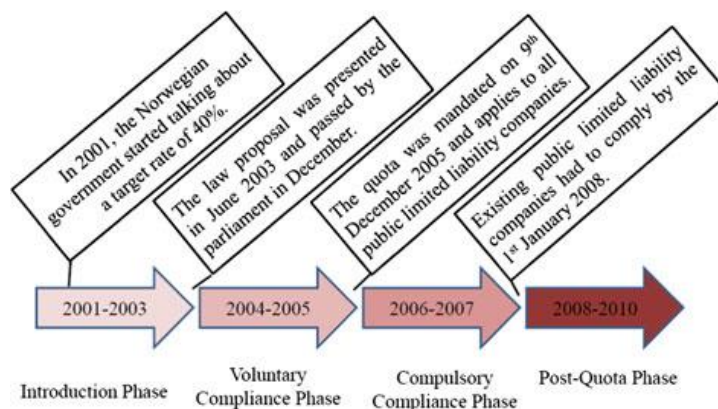 In 2001, the Norwegian
government started talking about
a target rate of 40%.
The law proposal was presented
in June 2003 and passed by the
parliament in December.
The quota was mandated on 9th
December 2005 and applies to all
public limited liability companies.
Existing public limited liability
companies had to comply by the
1st January 2008.
2001-2003
2004-2005
2006-2007
2008-2010
Introduction Phase
Voluntary
Compliance Phase
Compulsory
Compliance Phase
Post-Quota Phase